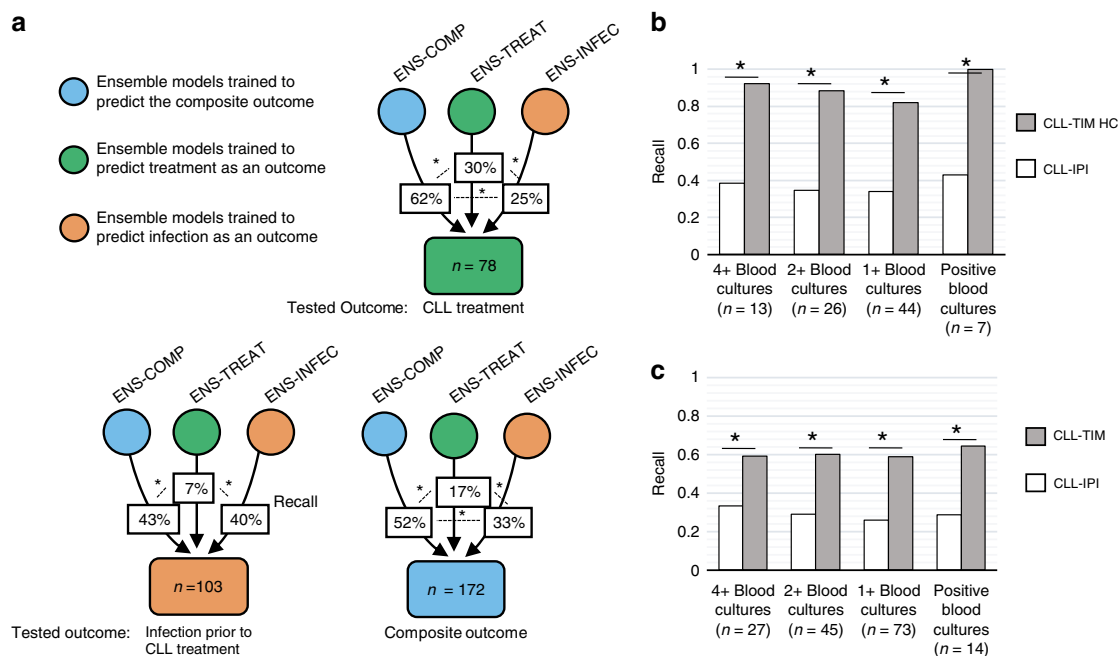 a
Ensemble models trained to
predict the composite outcome
Ensemble models trained to
predict treatment as an outcome
Ensemble models trained to
predict infection as an outcome
ENS-COMP
ENS-TREAT
ENS-INFEC
*
30%
*
62%
*
25%
n = 78
Tested Outcome: CLL treatment
ENS-COMP
ENS-TREAT
ENS-INFEC
*
7%
*
Recall
43%
40%
n =103
Tested outcome: Infection prior to
CLL treatment
ENS-COMP
ENS-TREAT
ENS-INFEC
*
17%
*
52%
*
33%
n = 172
Composite outcome
b
Recall
1
0.8
0.6
0.4
0.2
0
* * * *
4+ Blood
cultures
(n = 13)
2+ Blood
cultures
(n = 26)
1+ Blood
cultures
(n = 44)
Positive
blood
cultures
(n = 7)
CLL-TIM HC
CLL-IPI
c
Recall
1
0.8
0.6
0.4
0.2
0
* * * *
4+ Blood
cultures
(n = 27)
2+ Blood
cultures
(n = 45)
1+ Blood
cultures
(n = 73)
Positive
blood
cultures
(n = 14)
CLL-TIM
CLL-IPI